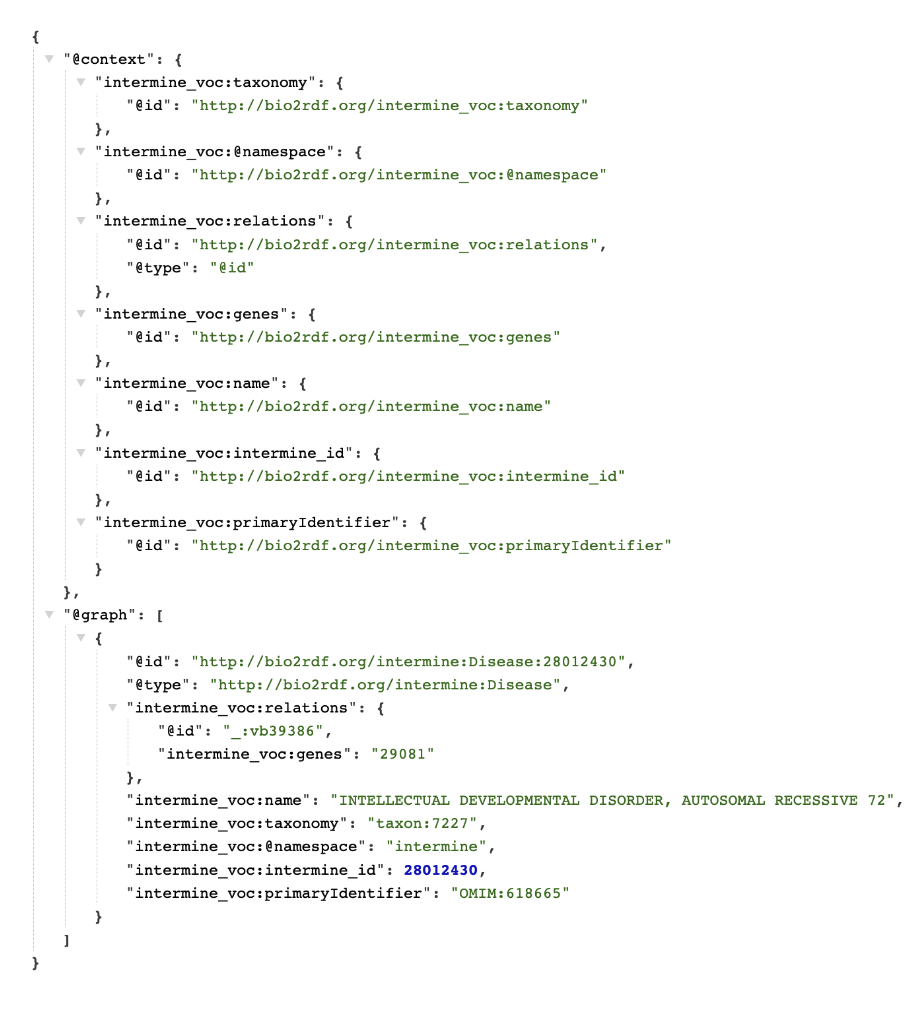 {
"@context": {
"intermine_voc:taxonomy": {
"@id": "http://bio2rdf.org/intermine_voc:taxonomy"
},
"intermine_voc:@namespace": {
"@id": "http://bio2rdf.org/intermine_voc:@namespace"
},
"intermine_voc:relations": {
"@id": "http://bio2rdf.org/intermine_voc:relations",
"@type": "@id"
},
"intermine_voc:genes": {
"@id": "http://bio2rdf.org/intermine_voc:genes"
},
"intermine_voc:name": {
"@id": "http://bio2rdf.org/intermine_voc:name"
},
"intermine_voc:intermine_id": {
"@id": "http://bio2rdf.org/intermine_voc:intermine_id"
},
"intermine_voc:primaryIdentifier": {
"@id": "http://bio2rdf.org/intermine_voc:primaryIdentifier"
}
},
"@graph": [
{
"@id": "http://bio2rdf.org/intermine:Disease:28012430",
"@type": "http://bio2rdf.org/intermine:Disease",
"intermine_voc:relations": {
"@id": "_:vb39386",
"intermine_voc:genes": "29081"
},
"intermine_voc:name": "INTELLECTUAL DEVELOPMENTAL DISORDER, AUTOSOMAL RECESSIVE 72",
"intermine_voc:taxonomy": "taxon:7227",
"intermine_voc:@namespace": "intermine",
"intermine_voc:intermine_id": 28012430,
"intermine_voc:primaryIdentifier": "OMIM:618665"
}
]
}